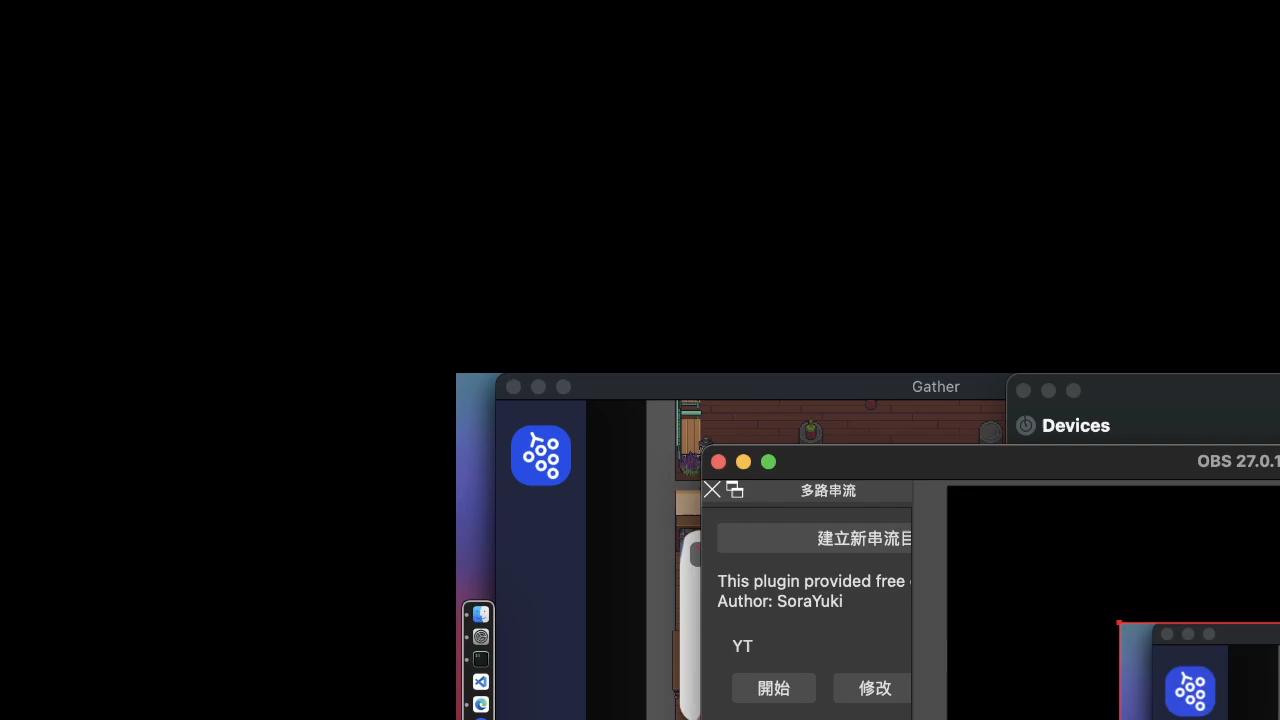 Gather
Devices
OBS 27.0.1
多路串流
建立新串流目
This plugin provided free
Author: SoraYuki
YT
開始
修改